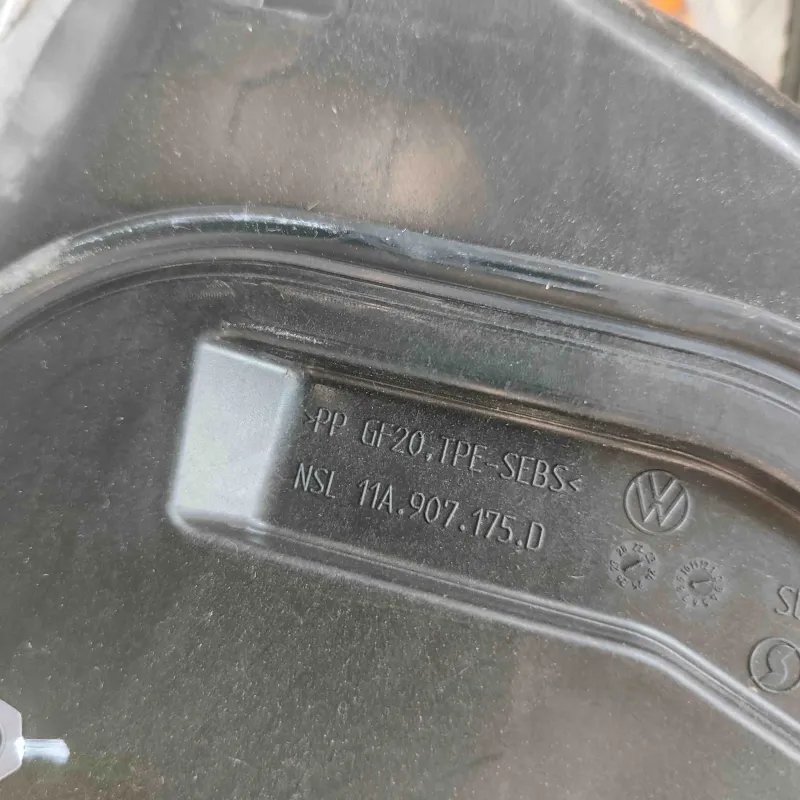 >PP GF20,TPE-SEBS<
NSL 11A.907.175.D